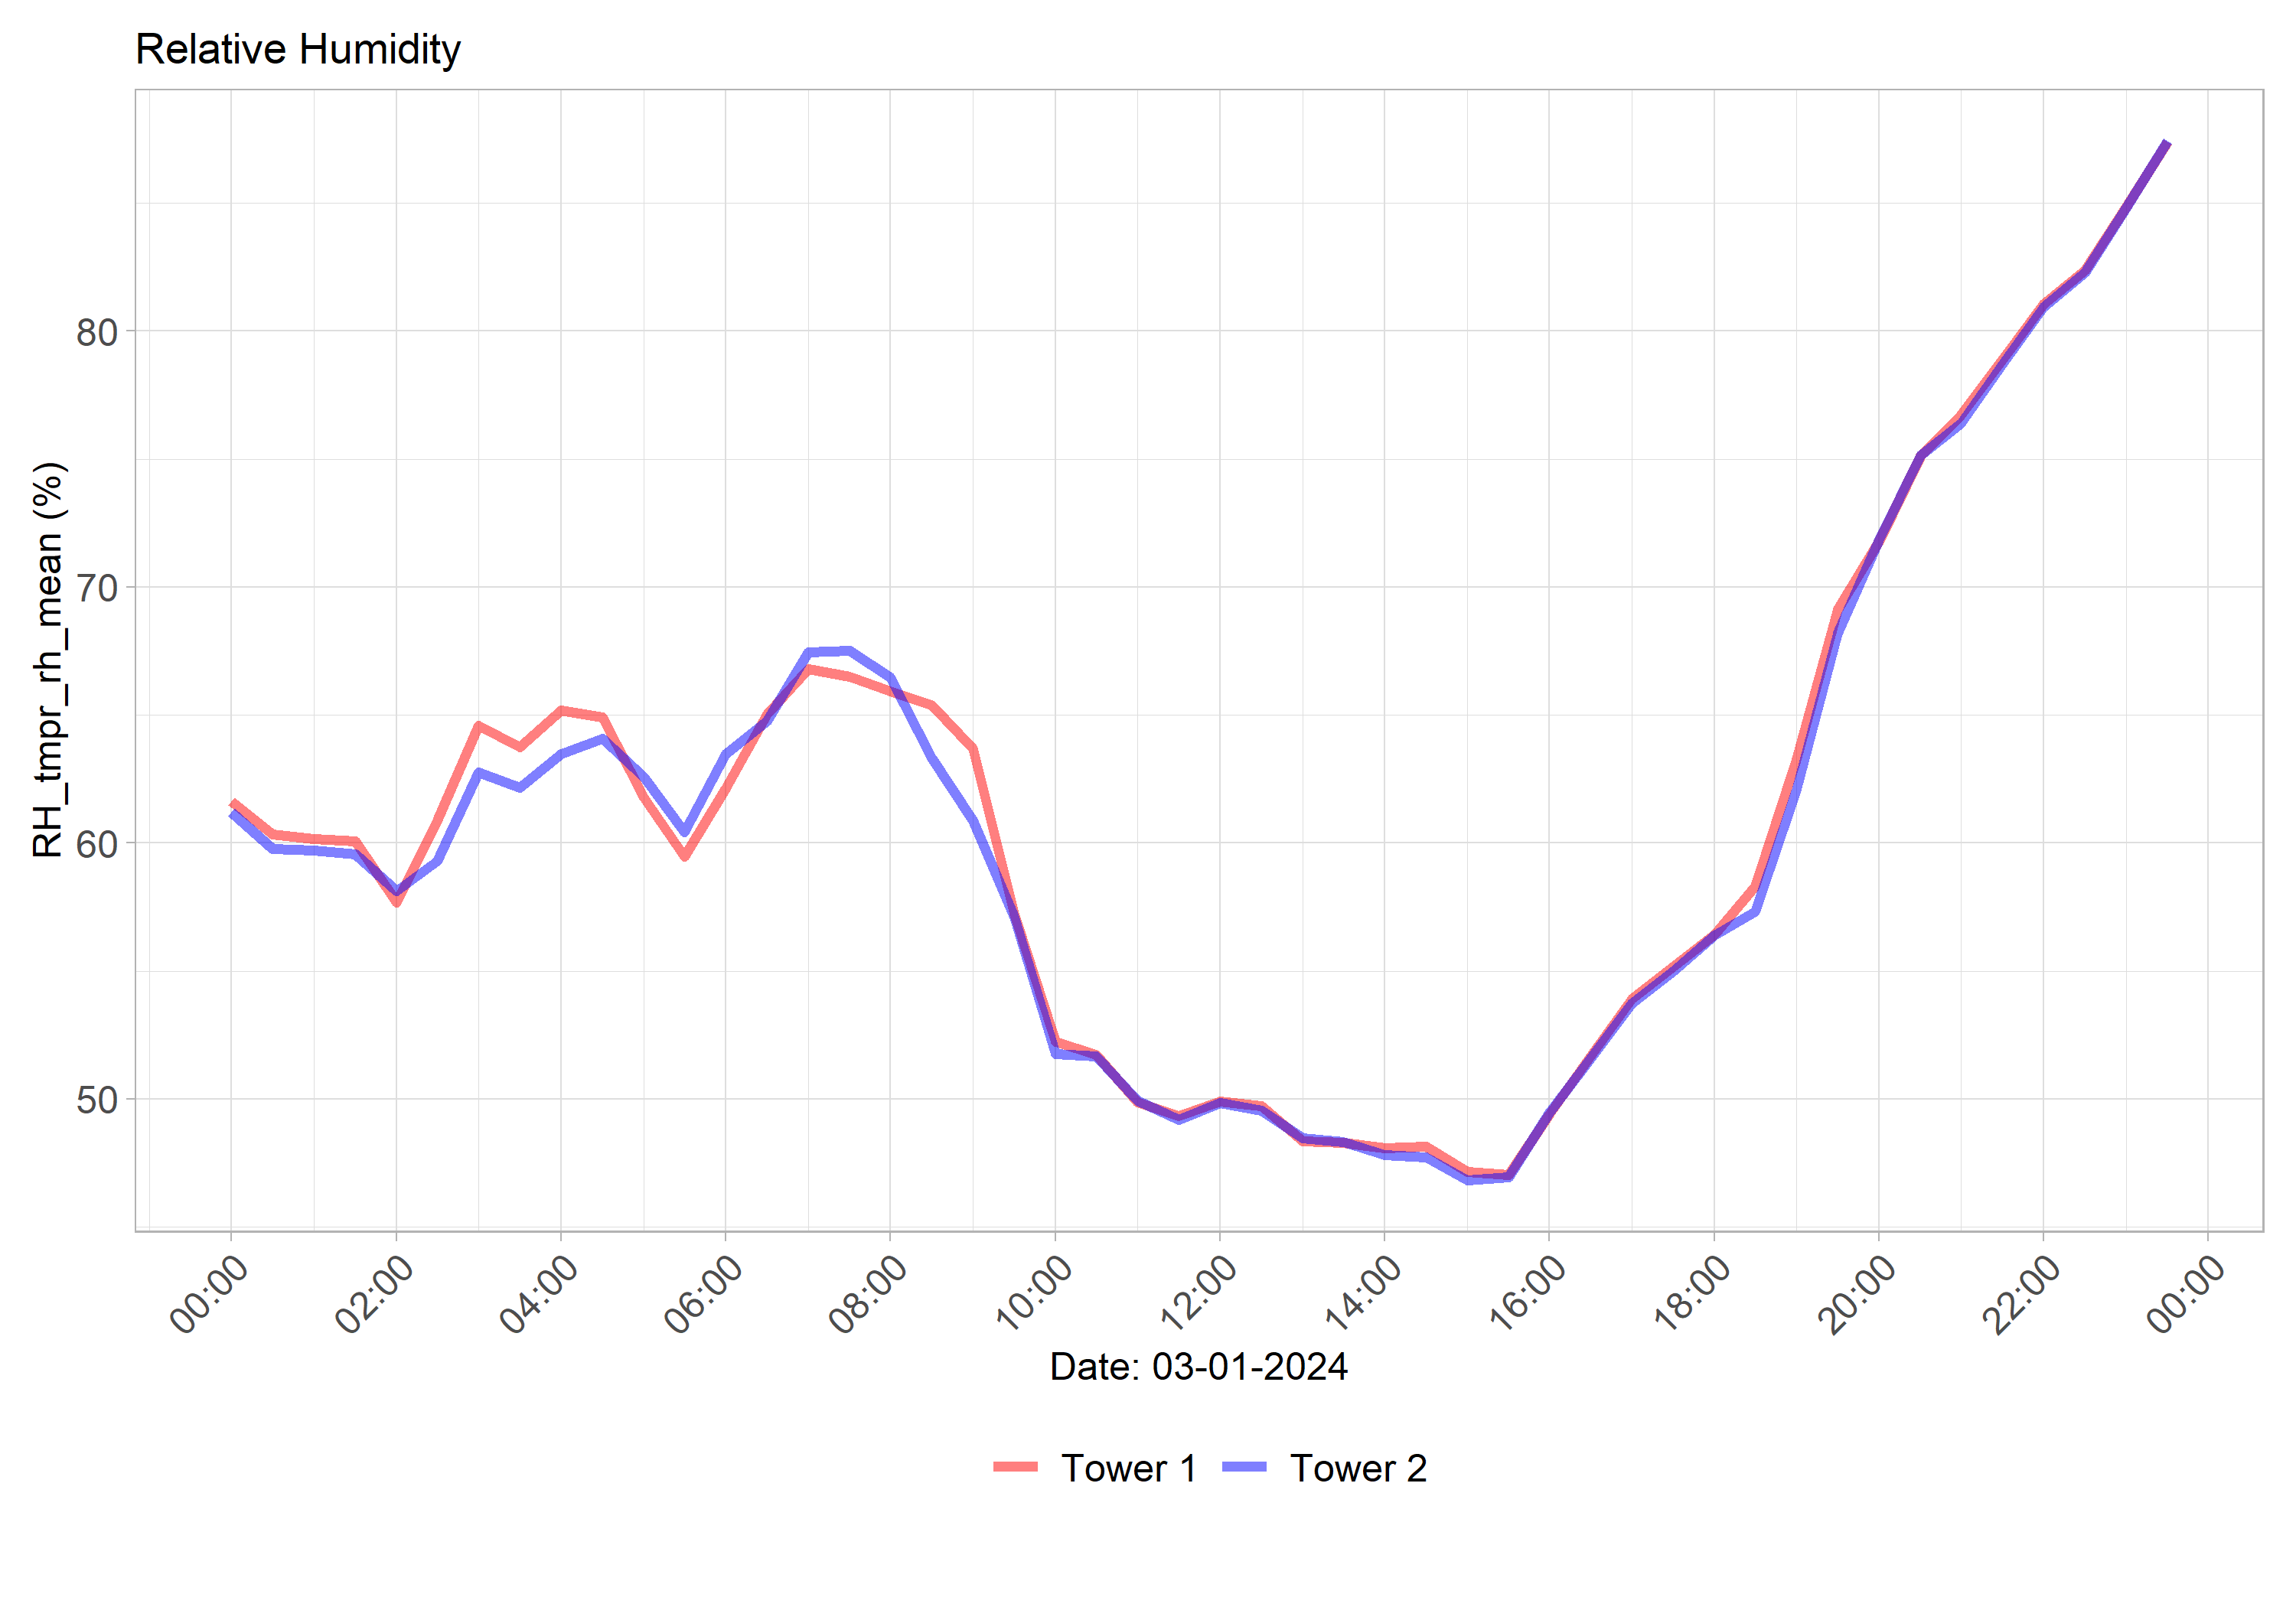 Relative Humidity
RH_tmpr_rh_mean (%)
80
70
60
50
00:00 02:00 04:00 06:00 08:00 10:00 12:00 14:00 16:00 18:00 20:00 22:00 00:00
Date: 03-01-2024
Tower 1 Tower 2